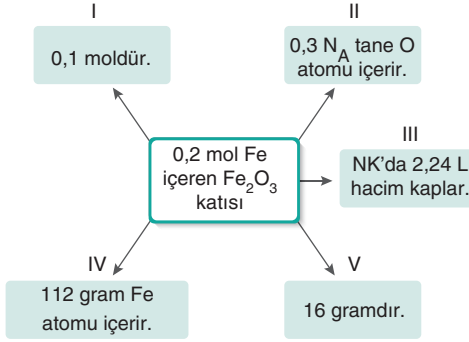 I
0,1 moldür.
II
0,3 N_A tane O
atomu içerir.
0,2 mol Fe
içeren Fe₂O₃
katısı
III
NK'da 2,24 L
hacim kaplar.
IV
112 gram Fe
atomu içerir.
V
16 gramdır.